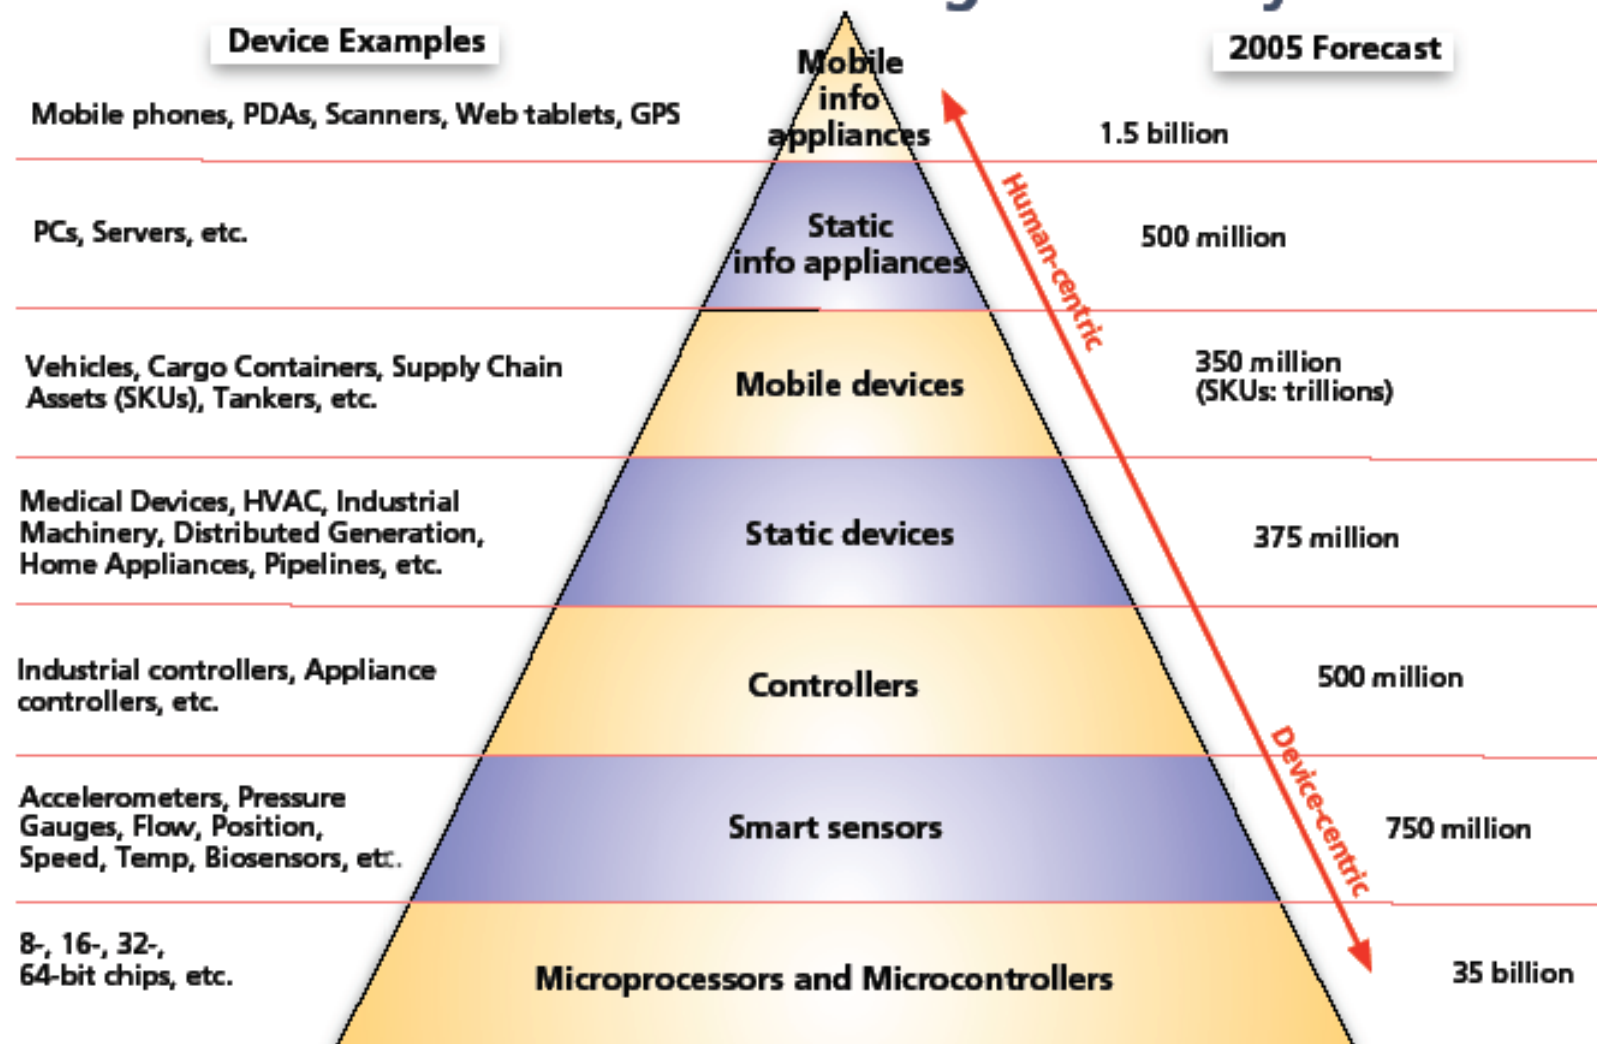 Device Examples
2005 Forecast
Mobile
info
appliances
Mobile phones, PDAs, Scanners, Web tablets, GPS
1.5 billion
Human-centric
PCs, Servers, etc.
Static
info appliances
500 million
Vehicles, Cargo Containers, Supply Chain
Assets (SKUs), Tankers, etc.
Mobile devices
350 million
(SKUs: trillions)
Medical Devices, HVAC, Industrial
Machinery, Distributed Generation,
Home Appliances, Pipelines, etc.
Static devices
375 million
Industrial controllers, Appliance
controllers, etc.
Controllers
500 million
Device-centric
Accelerometers, Pressure
Gauges, Flow, Position,
Speed, Temp, Biosensors, etc.
Smart sensors
750 million
8-, 16-, 32-,
64-bit chips, etc.
Microprocessors and Microcontrollers
35 billion